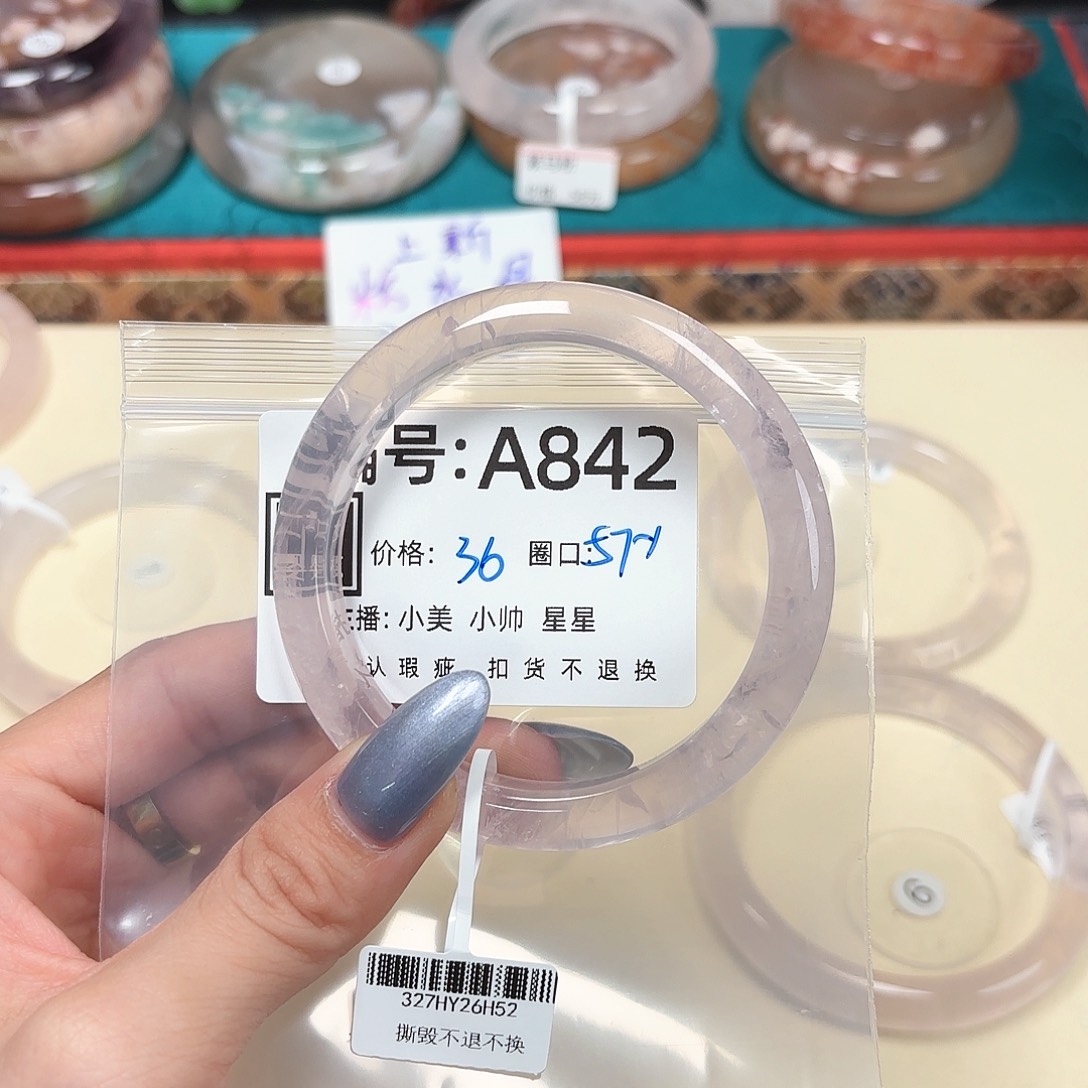 上新
号:A842
价格: 36 圈口:57
播: 小美 小帅 星星
认瑕疵 扣货不退换
327HY26H52
撕毁不退不换
6